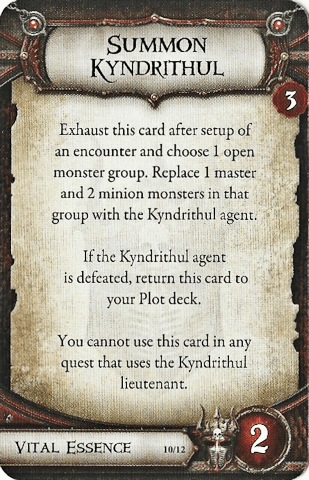 Summon
Kyndrithul
3
Exhaust this card after setup of
an encounter and choose 1 open
monster group. Replace 1 master
and 2 minion monsters in that
group with the Kyndrithul agent.
If the Kyndrithul agent
is defeated, return this card to
your Plot deck.
You cannot use this card in any
quest that uses the Kyndrithul
lieutenant.
Vital Essence 10/12 2